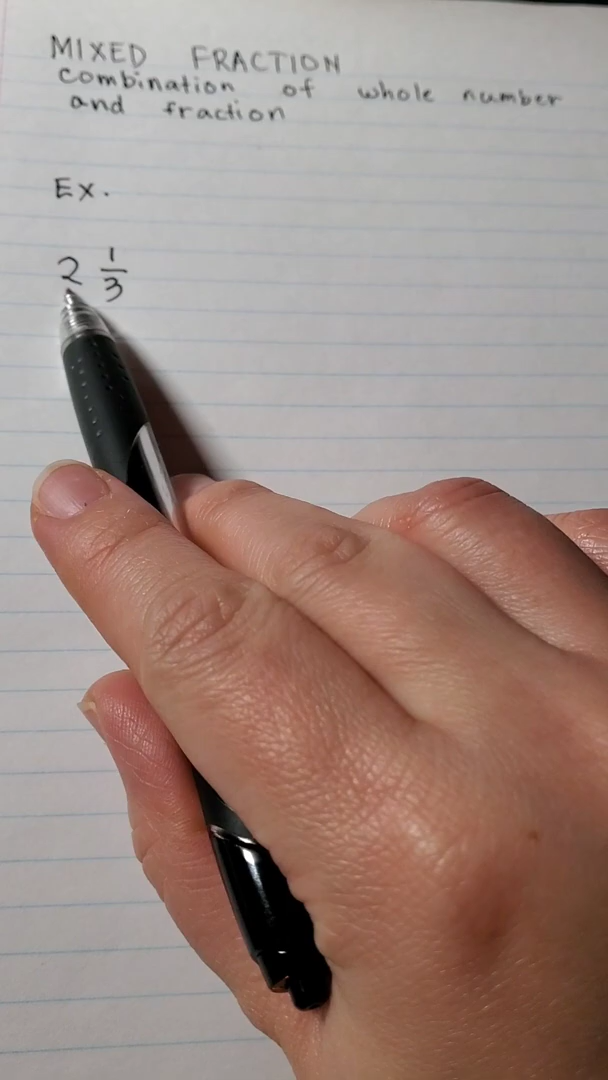 MIXED FRACTION
combination of whole number
and fraction
Ex.
2 1/3